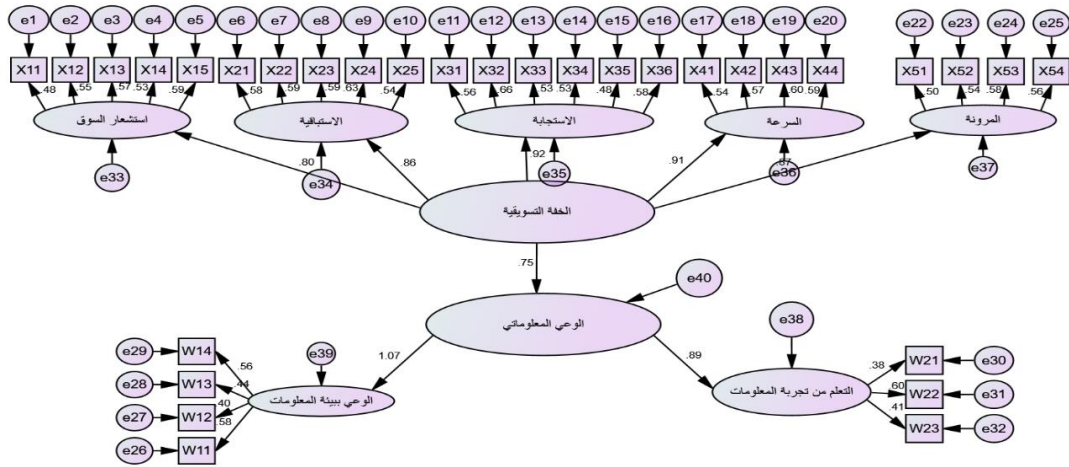 e1 e2 e3 e4 e5 e6 e7 e8 e9 e10 e11 e12 e13 e14 e15 e16 e17 e18 e19 e20 e22 e23 e24 e25
X11 X12 X13 X14 X15 X21 X22 X23 X24 X25 X31 X32 X33 X34 X35 X36 X41 X42 X43 X44 X51 X52 X53 X54
.48 .55 .57 .53 .59 .58 .59 .59 .63 .54 .56 .66 .53 .53 .48 .58 .54 .57 .60 .59 .50 .54 .58 .56
استشعار السوق
الاستباقية
الاستجابة
السرعة
المرونة
.80 .86 .92 .91 .87
e33 e34 e35 e36 e37
الخفة التسويقية
.75
e40
الوعي المعلوماتي
e38
1.07
.89
e39
e29 W14 .56
e28 W13 .44
e27 W12 .40
e26 W11 .58
الوعي ببيئة المعلومات
التعلم من تجربة المعلومات
.38 W21 e30
.60 W22 e31
.41 W23 e32